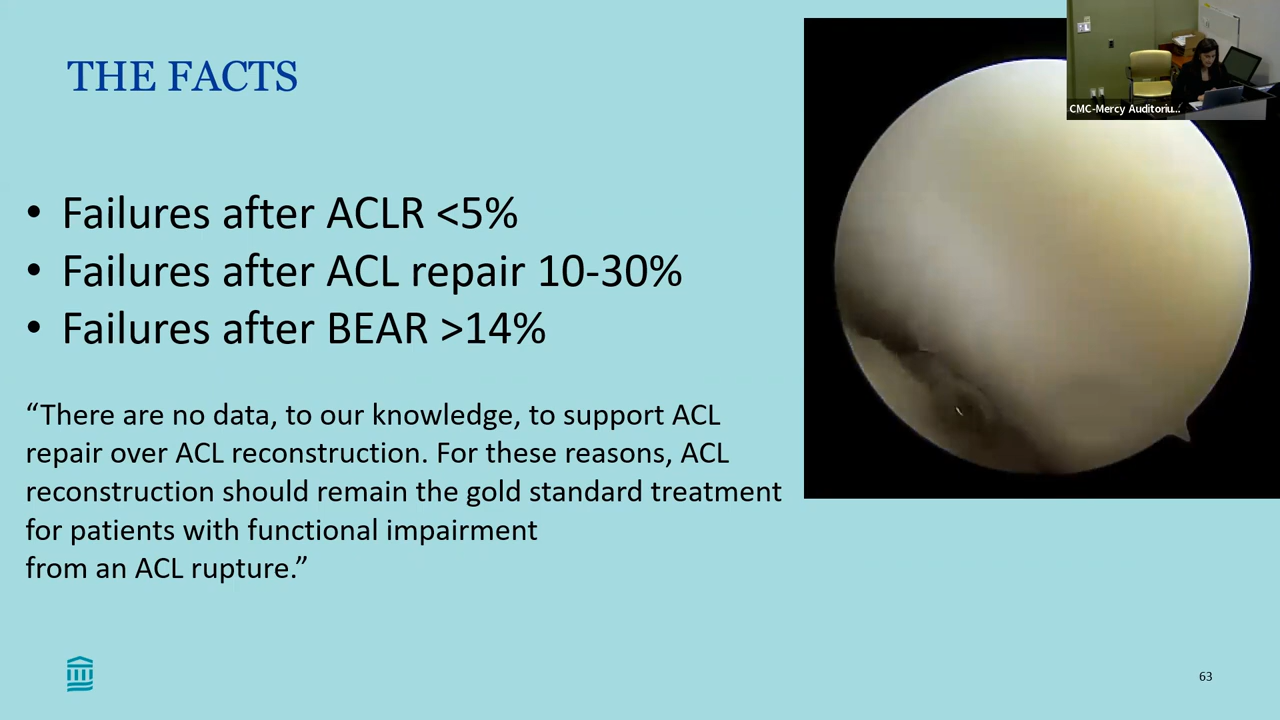 THE FACTS
CMC-Mercy Auditoriu...
• Failures after ACLR <5%
• Failures after ACL repair 10-30%
• Failures after BEAR >14%
“There are no data, to our knowledge, to support ACL
repair over ACL reconstruction. For these reasons, ACL
reconstruction should remain the gold standard treatment
for patients with functional impairment
from an ACL rupture.”
63